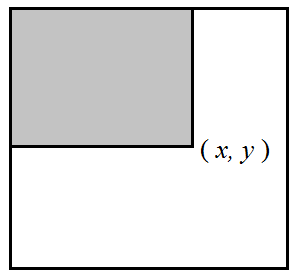 ( x, y )